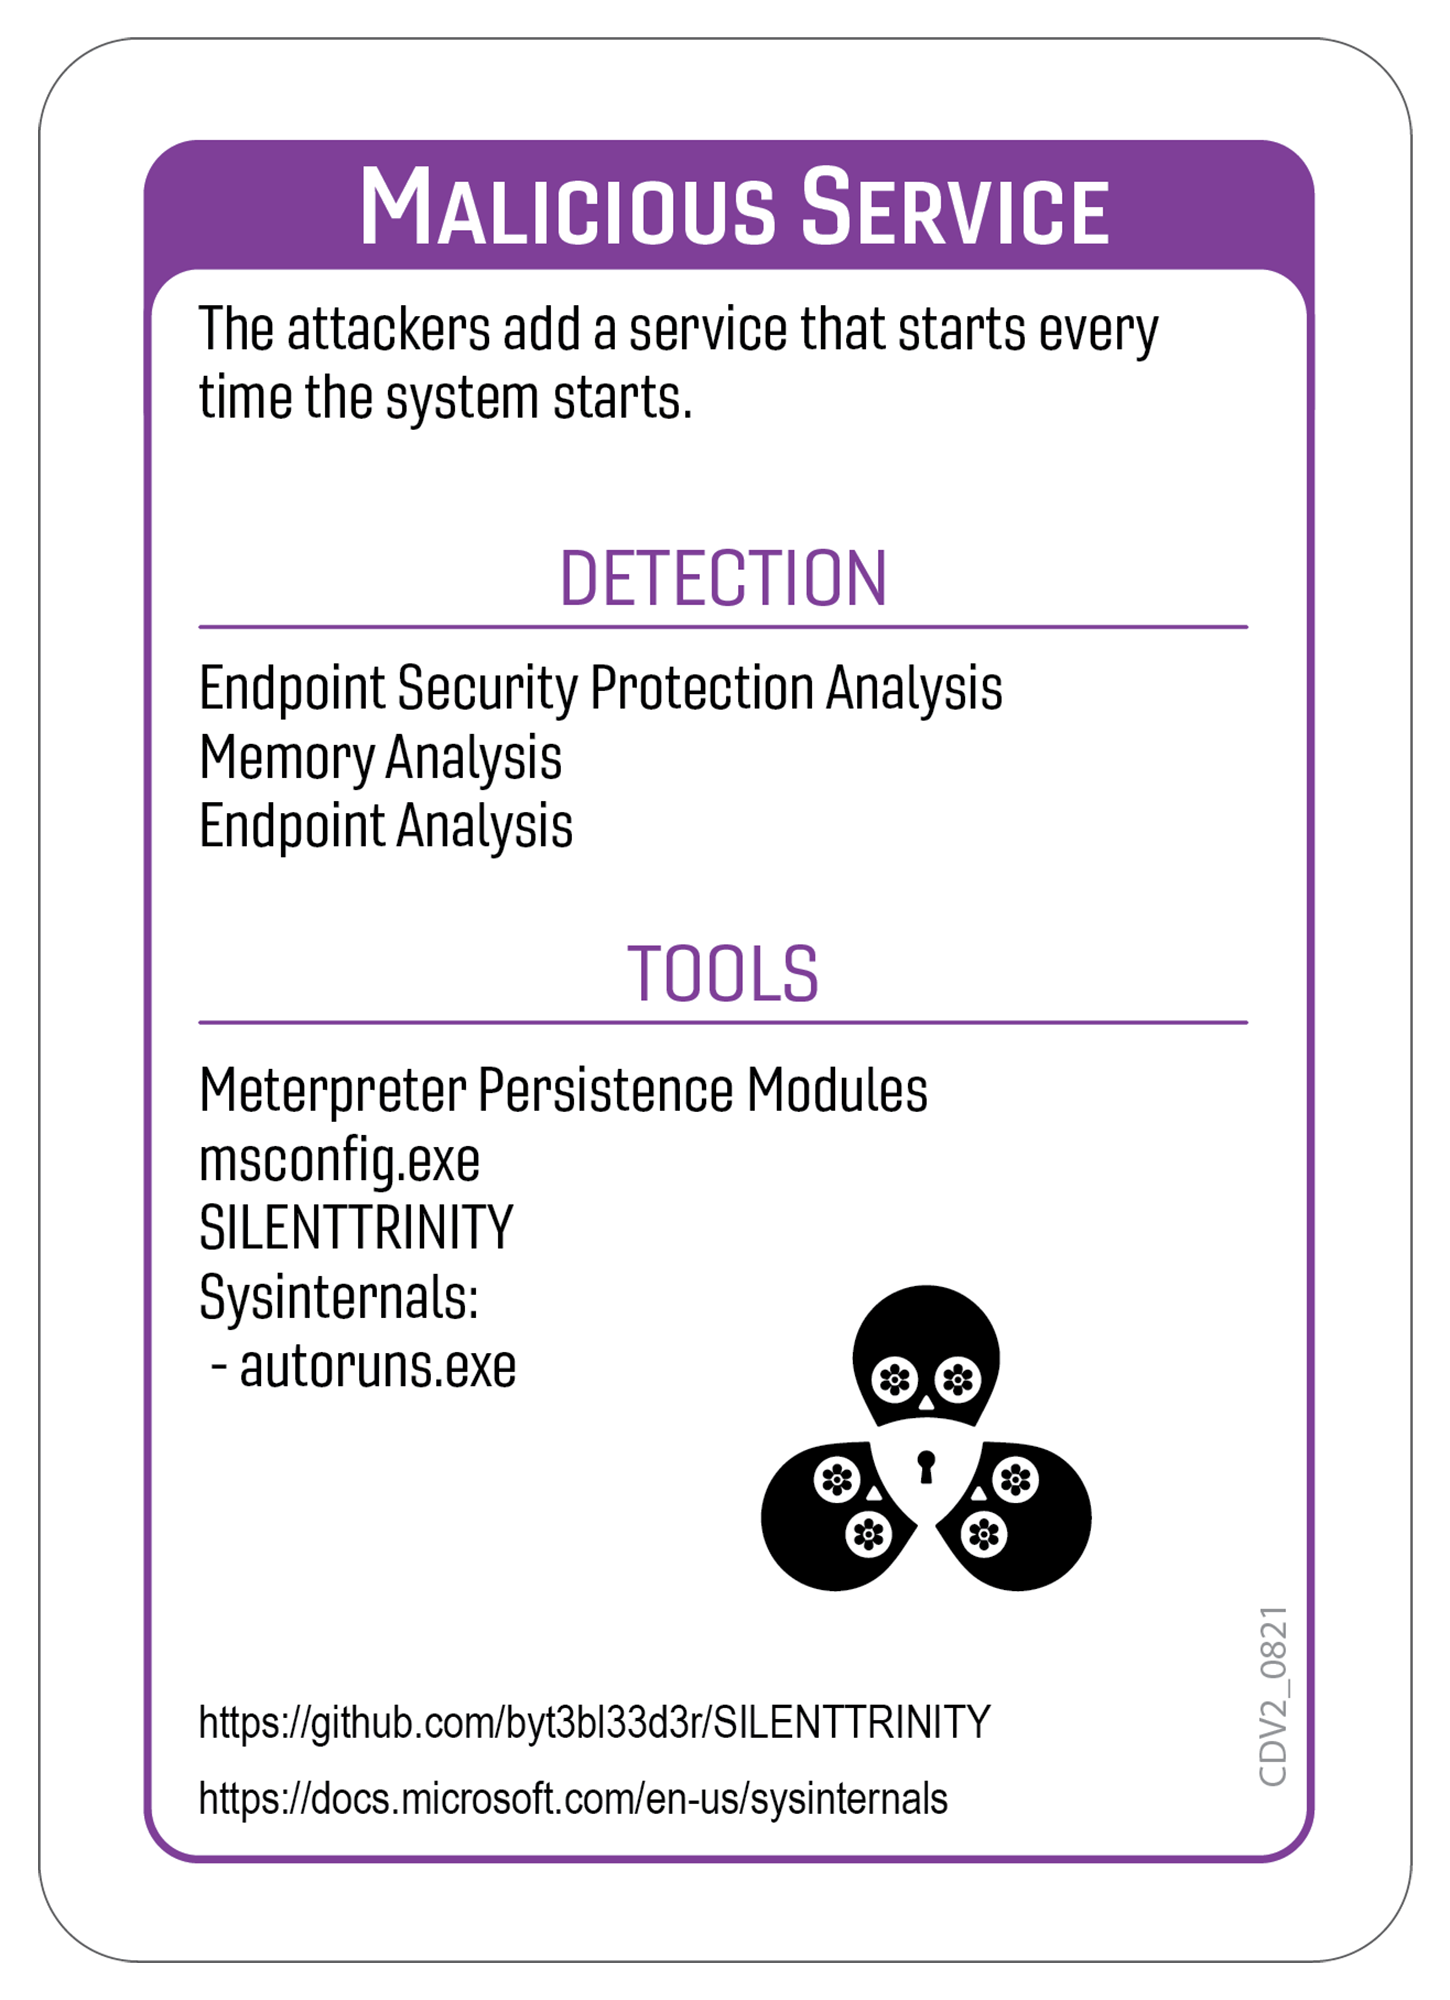 MALICIOUS SERVICE
The attackers add a service that starts every
time the system starts.
DETECTION
Endpoint Security Protection Analysis
Memory Analysis
Endpoint Analysis
TOOLS
Meterpreter Persistence Modules
msconfig.exe
SILENTTRINITY
Sysinternals:
- autoruns.exe
https://github.com/byt3bl33d3r/SILENTTRINITY
https://docs.microsoft.com/en-us/sysinternals
CDV2_0821